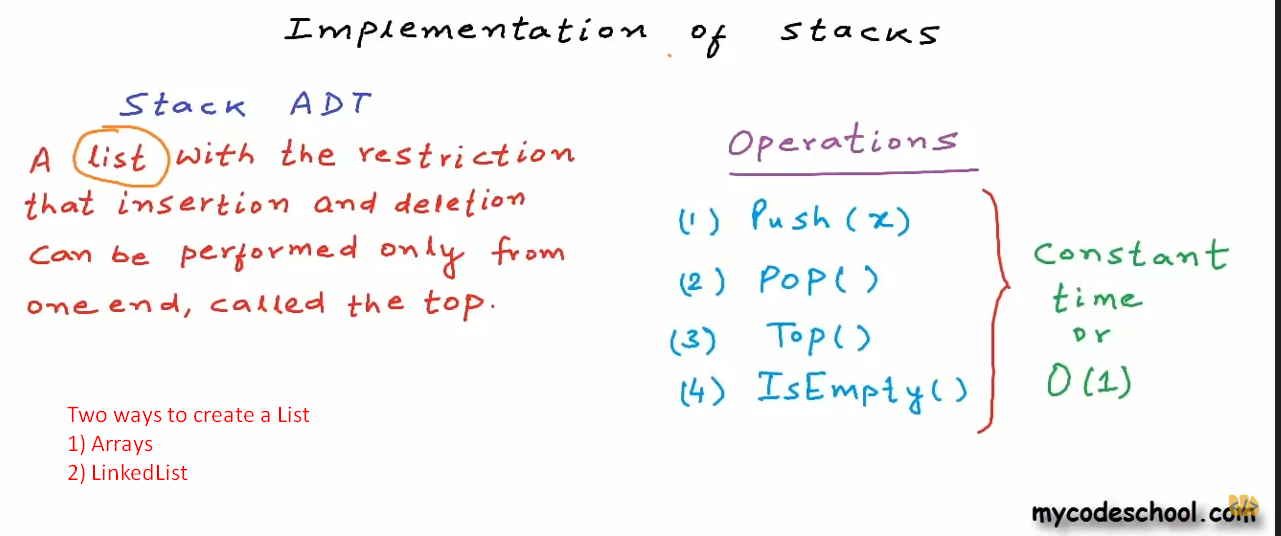 Implementation of stacks
Stack ADT
A list with the restriction
that insertion and deletion
can be performed only from
one end, called the top.
Operations
(1) Push(x)
(2) Pop()
(3) Top()
(4) IsEmpty()
Constant
time
or
O(1)
Two ways to create a List
1) Arrays
2) LinkedList
mycodeschool.com